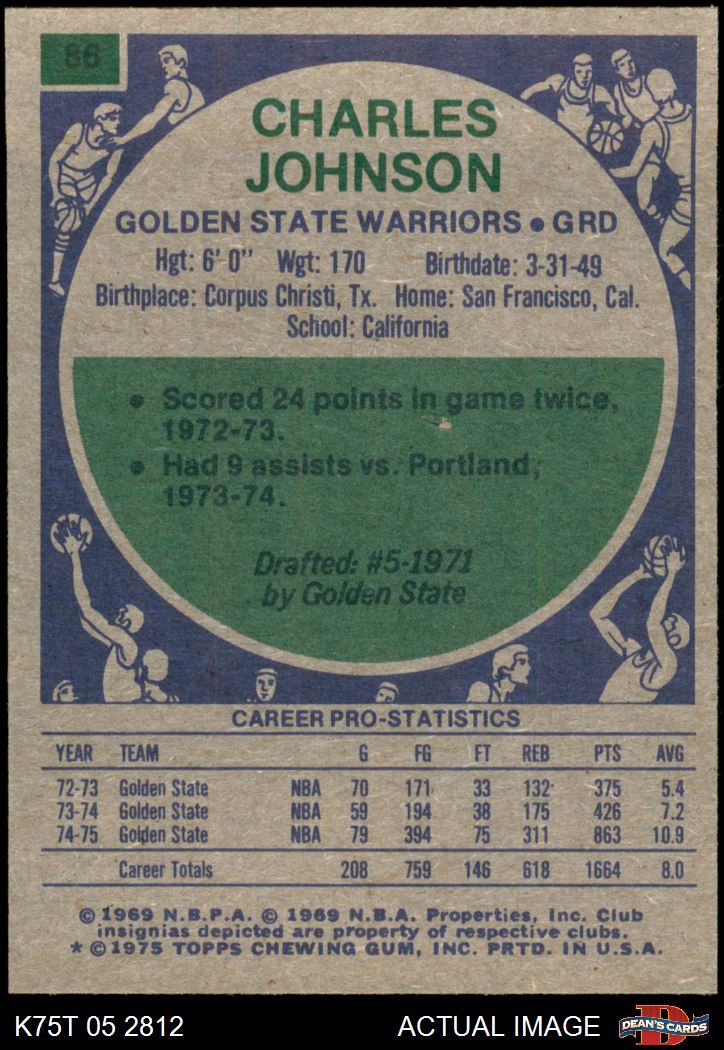 86
CHARLES
JOHNSON
GOLDEN STATE WARRIORS • GRD
Hgt: 6' 0" Wgt: 170 Birthdate: 3-31-49
Birthplace: Corpus Christi, Tx. Home: San Francisco, Cal.
School: California
• Scored 24 points in game twice,
1972-73.
• Had 9 assists vs. Portland,
1973-74.
Drafted: #5-1971
by Golden State
CAREER PRO-STATISTICS
YEAR TEAM G FG FT REB PTS AVG
72-73 Golden State NBA 70 171 33 132 375 5.4
73-74 Golden State NBA 59 194 38 175 426 7.2
74-75 Golden State NBA 79 394 75 311 863 10.9
Career Totals 208 759 146 618 1664 8.0
© 1969 N.B.P.A. © 1969 N.B.A. Properties, Inc. Club
insignias depicted are property of respective clubs.
* © 1975 TOPPS CHEWING GUM, INC. PRTD. IN U.S.A.
K75T 05 2812 ACTUAL IMAGE D DEAN'S CARDS